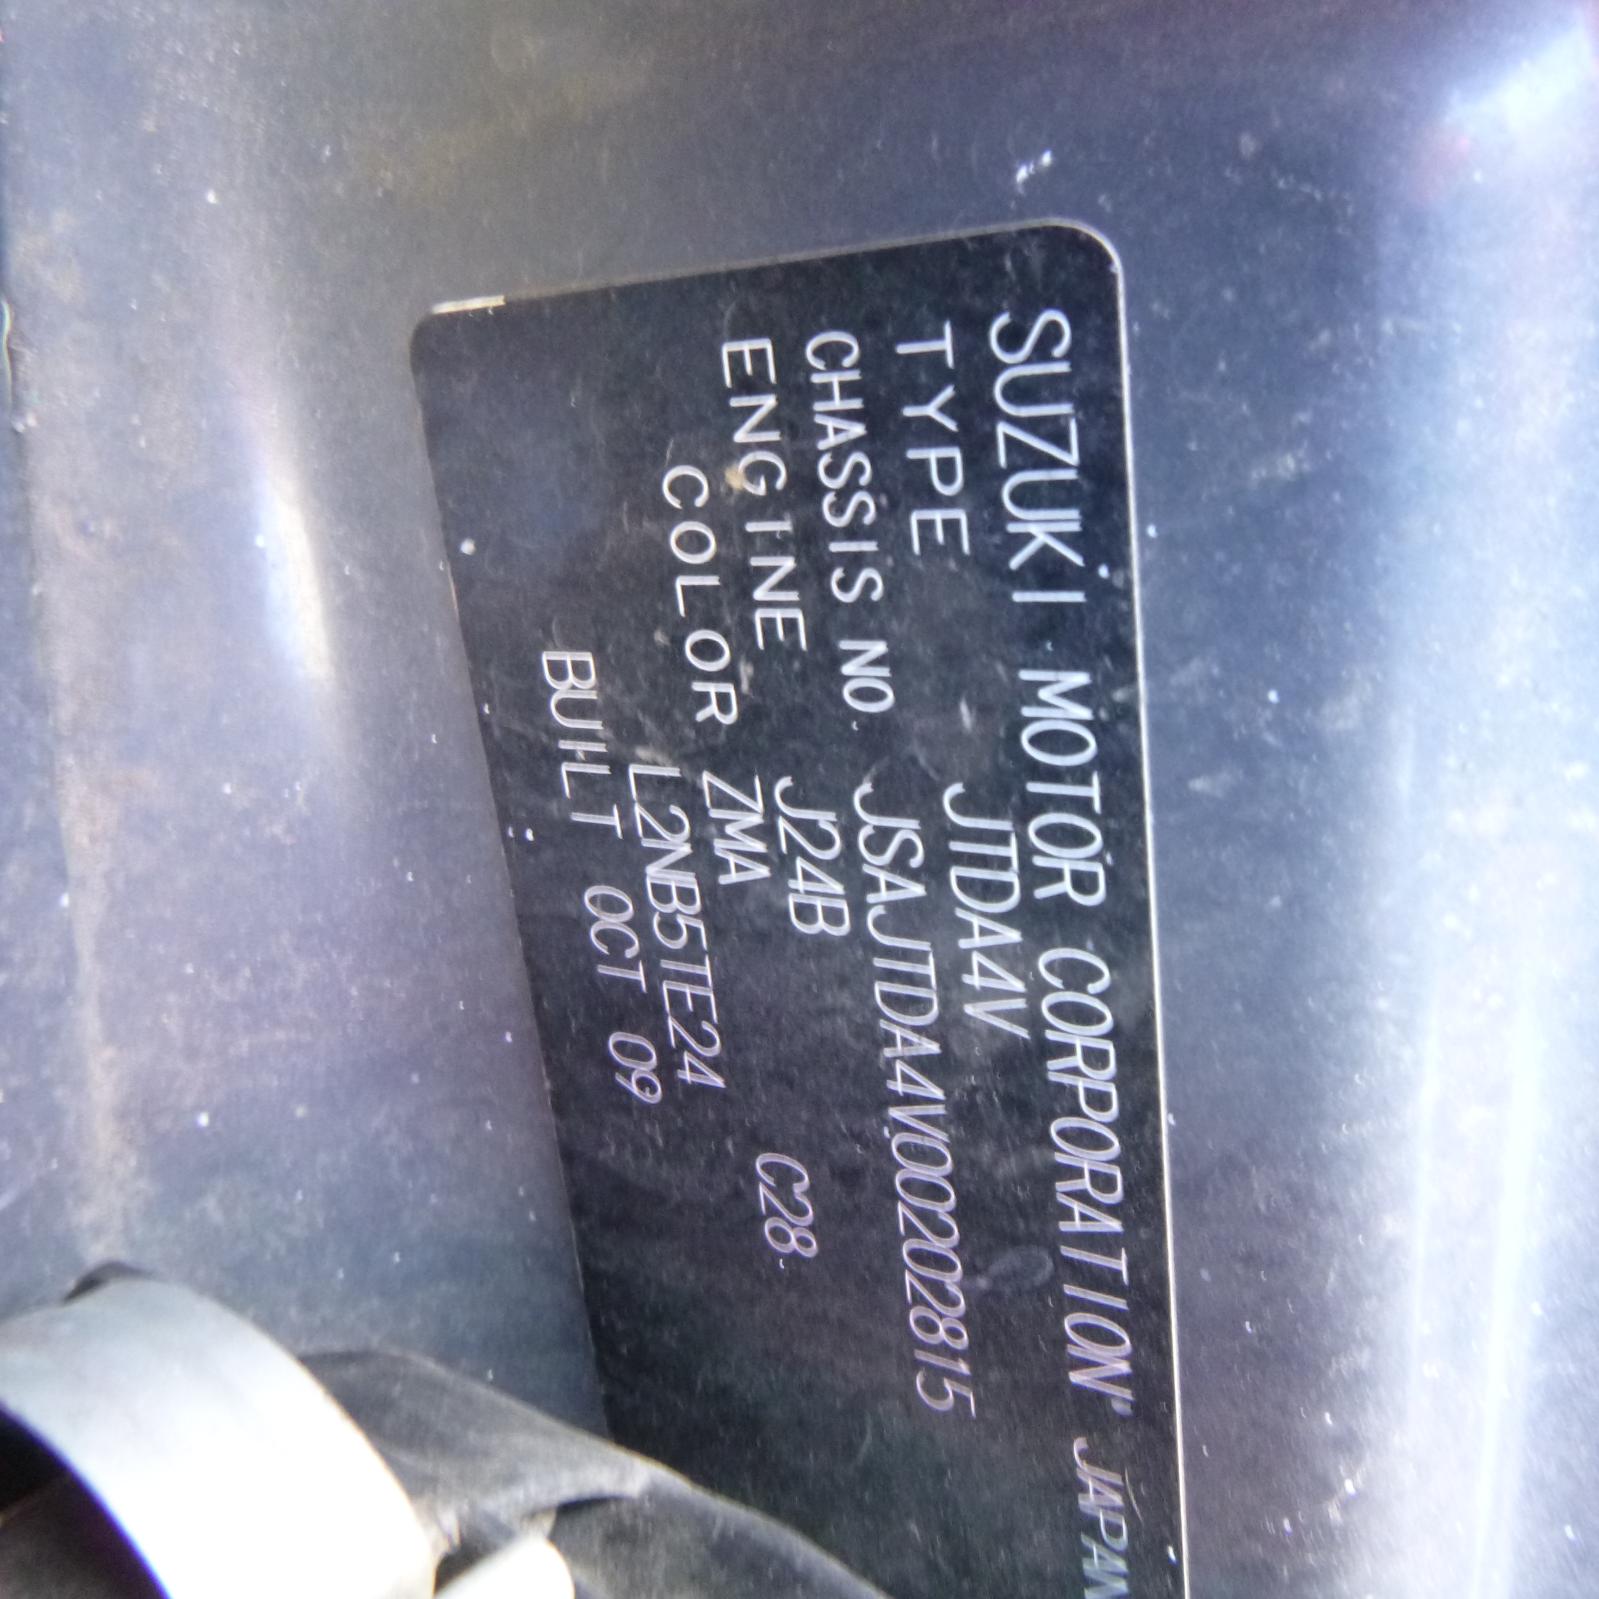 SUZUKI MOTOR CORPORATION JAPAN
TYPE JTDA4V
CHASSIS NO. JSAJTDA4V00202815
ENGINE J24B
COLOR ZMA C28
L2NB5TE24
BUILT OCT 09